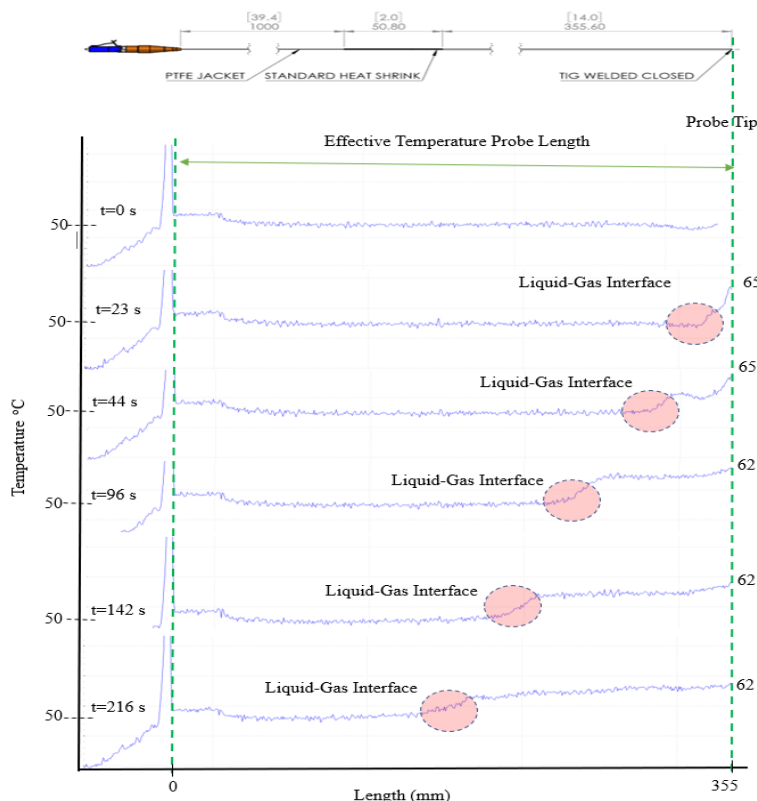 [39.4] [2.0] [14.0]
1000 50.80 355.60
PTFE JACKET STANDARD HEAT SHRINK TIG WELDED CLOSED
Probe Tip
Effective Temperature Probe Length
t=0 s
50
Liquid-Gas Interface 65
t=23 s
50
Liquid-Gas Interface 65
t=44 s
50
Liquid-Gas Interface 62
t=96 s
50
Temperature °C
Liquid-Gas Interface 62
t=142 s
50
Liquid-Gas Interface 62
t=216 s
50
0 355
Length (mm)